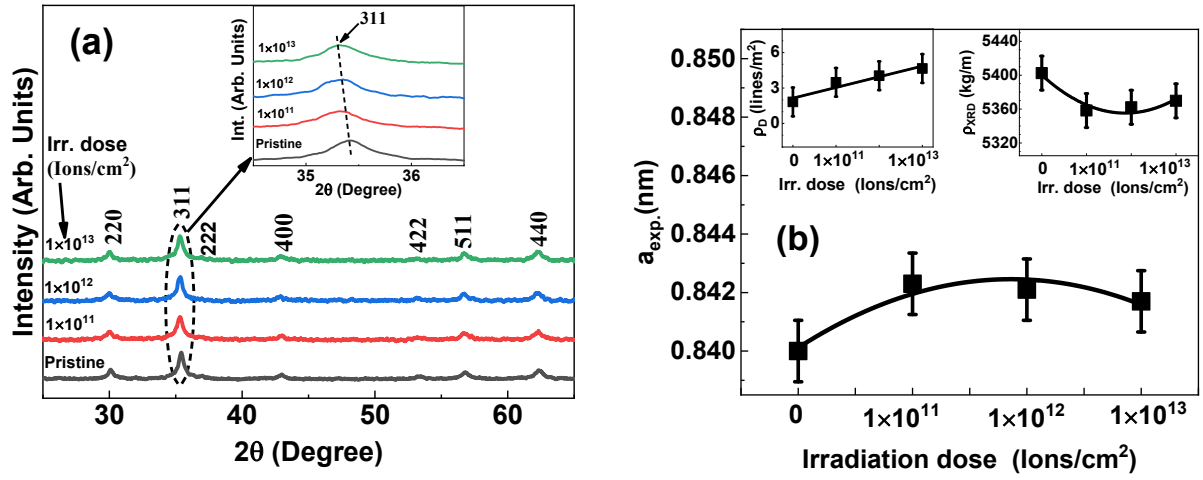 (a)
Intensity (Arb. Units)
Irr. dose
(Ions/cm²)
1×10¹³
1×10¹²
1×10¹¹
Pristine
220
311
222
400
422
511
440
30
40
50
60
2θ (Degree)
Int. (Arb. Units)
311
1×10¹³
1×10¹²
1×10¹¹
Pristine
35
36
2θ (Degree)
(b)
a_exp.(nm)
0.850
0.848
0.846
0.844
0.842
0.840
0
1×10¹¹
1×10¹²
1×10¹³
Irradiation dose (Ions/cm²)
ρ_D (lines/m²)
6
3
0
0
1×10¹¹
1×10¹³
Irr. dose (Ions/cm²)
ρ_XRD (kg/m)
5440
5400
5360
5320
0
1×10¹¹
1×10¹³
Irr. dose (Ions/cm²)